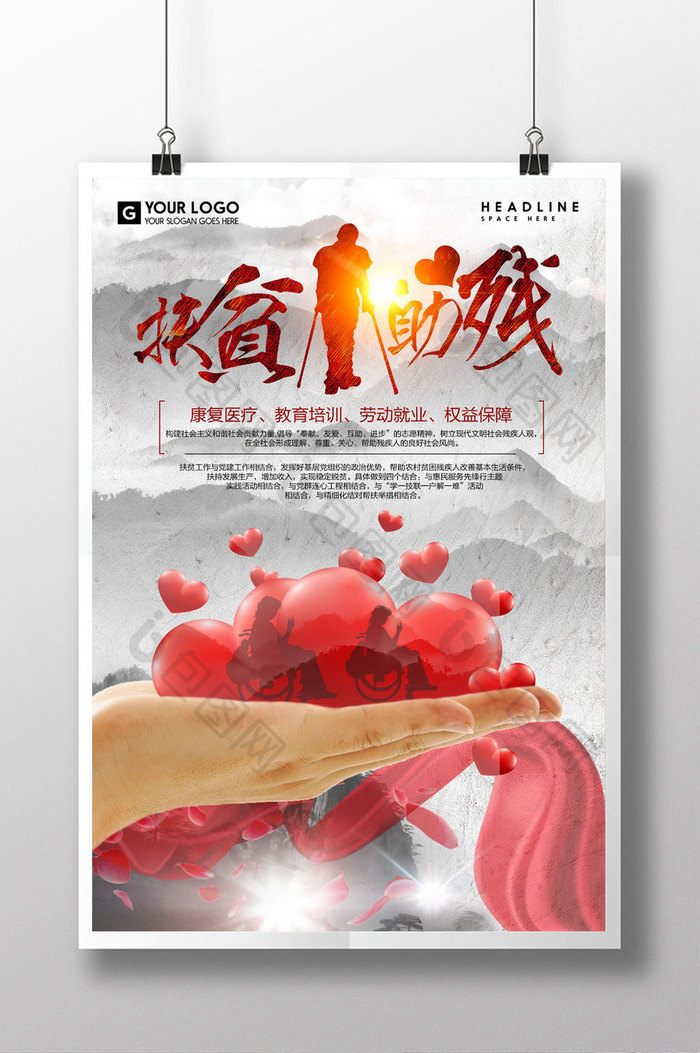 G YOUR LOGO
YOUR SLOGAN GOES HERE
HEADLINE
SPACE HERE
扶贫助残
康复医疗、教育培训、劳动就业、权益保障
构建社会主义和谐社会贡献力量,倡导“奉献、友爱、互助、进步”的志愿精神，树立现代文明社会残疾人观，
在全社会形成理解、尊重、关心、帮助残疾人的良好社会风尚。
扶贫工作与党建工作相结合，发挥好基层党组织的政治优势，帮助农村贫困残疾人改善基本生活条件，
扶持发展生产，增加收入，实现稳定脱贫。具体做到四个结合：与惠民服务先锋行主题
实践活动相结合，与党群连心工程相结合，与“学一技联一户解一难”活动
相结合，与精细化结对帮扶举措相结合。
包图网